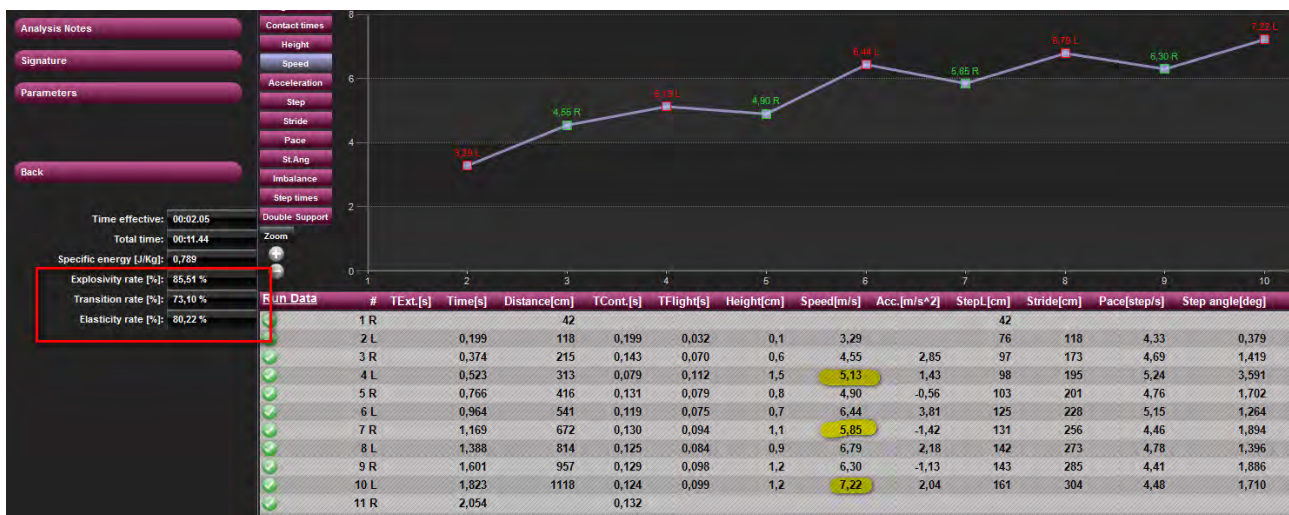 Analysis Notes
Signature
Parameters
Back
Time effective: 00:02.05
Total time: 00:11.44
Specific energy [J/Kg]: 0,789
Explosivity rate [%]: 85,51 %
Transition rate [%]: 73,10 %
Elasticity rate [%]: 80,22 %
Contact times
Height
Speed
Acceleration
Step
Stride
Pace
St.Ang
Imbalance
Step times
Double Support
Zoom
8
6
4
2
0
3,29 L
4,55 R
5,13 L
4,90 R
6,44 L
5,85 R
6,79 L
6,30 R
7,22 L
1 2 3 4 5 6 7 8 9 10
Run Data # TExt.[s] Time[s] Distance[cm] TCont.[s] TFlight[s] Height[cm] Speed[m/s] Acc.[m/s^2] StepL[cm] Stride[cm] Pace[step/s] Step angle[deg]
1 R 42 42
2 L 0,199 118 0,199 0,032 0,1 3,29 76 118 4,33 0,379
3 R 0,374 215 0,143 0,070 0,6 4,55 2,85 97 173 4,69 1,419
4 L 0,523 313 0,079 0,112 1,5 5,13 1,43 98 195 5,24 3,591
5 R 0,766 416 0,131 0,079 0,8 4,90 -0,56 103 201 4,76 1,702
6 L 0,964 541 0,119 0,075 0,7 6,44 3,81 125 228 5,15 1,264
7 R 1,169 672 0,130 0,094 1,1 5,85 -1,42 131 256 4,46 1,894
8 L 1,388 814 0,125 0,084 0,9 6,79 2,18 142 273 4,78 1,396
9 R 1,601 957 0,129 0,098 1,2 6,30 -1,13 143 285 4,41 1,886
10 L 1,823 1118 0,124 0,099 1,2 7,22 2,04 161 304 4,48 1,710
11 R 2,054 0,132